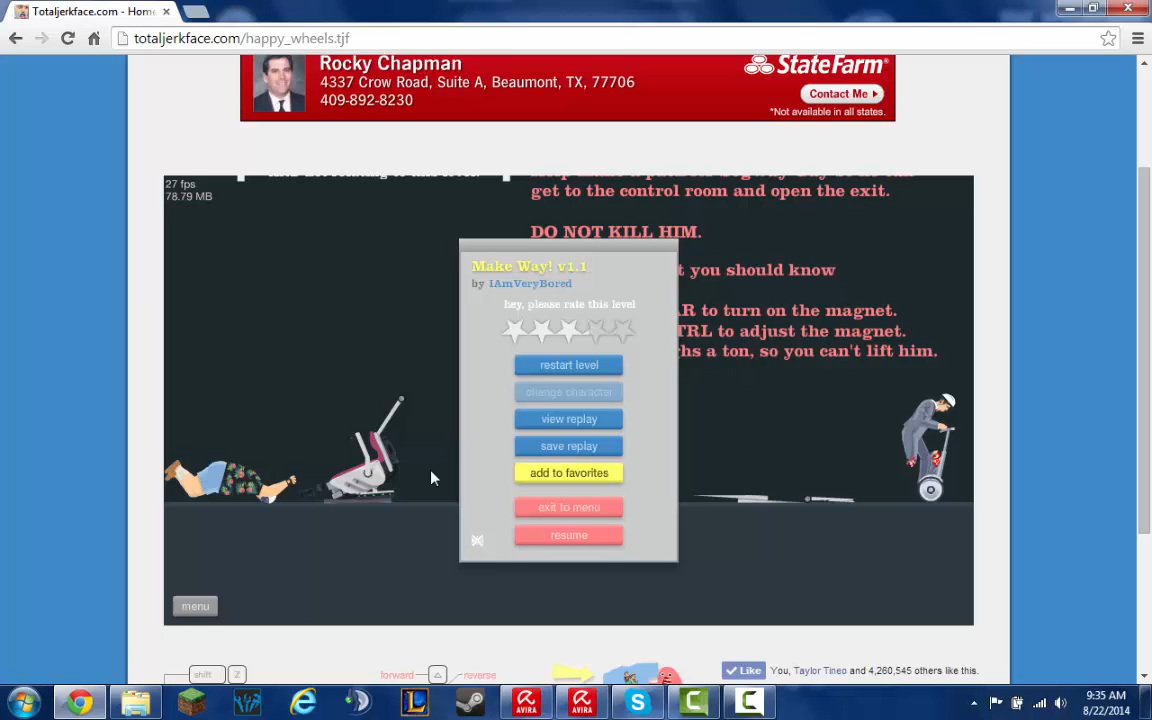 Totaljerkface.com - Home
totaljerkface.com/happy_wheels.tjf
Rocky Chapman
4337 Crow Road, Suite A, Beaumont, TX, 77706
409-892-8230
StateFarm®
Contact Me
*Not available in all states.
27 fps
78.79 MB
get to the control room and open the exit.
DO NOT KILL HIM.
t you should know
AR to turn on the magnet.
TRL to adjust the magnet.
ghs a ton, so you can't lift him.
Make Way! v1.1
by IAmVeryBored
hey, please rate this level
restart level
change character
view replay
save replay
add to favorites
exit to menu
resume
menu
shift
Z
forward
reverse
Like
You, Taylor Tineo and 4,260,545 others like this.
AVIRA
AVIRA
9:35 AM
8/22/2014